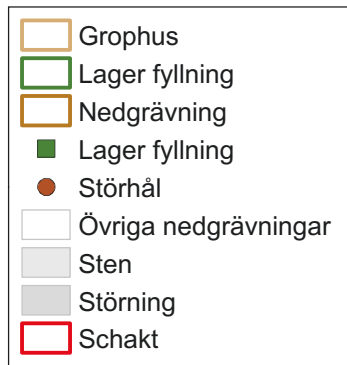 Grophus
Lager fyllning
Nedgrävning
Lager fyllning
Störhål
Övriga nedgrävningar
Sten
Störning
Schakt